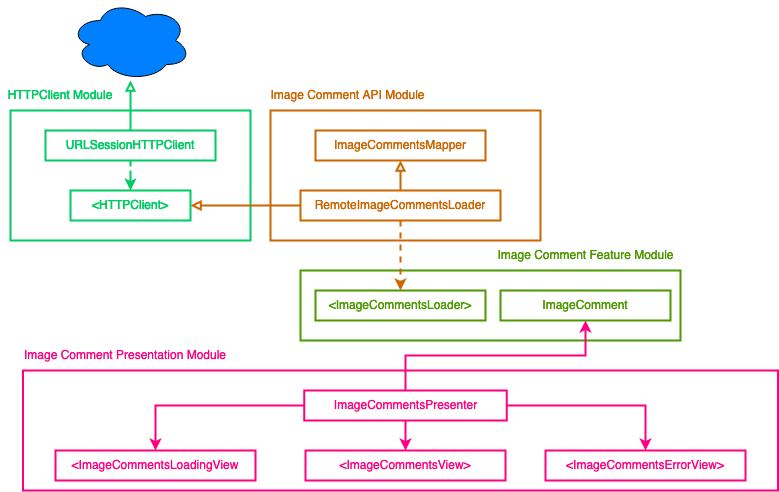 HTTPClient Module
Image Comment API Module
URLSessionHTTPClient
ImageCommentsMapper
<HTTPClient>
RemoteImageCommentsLoader
Image Comment Feature Module
<ImageCommentsLoader>
ImageComment
Image Comment Presentation Module
ImageCommentsPresenter
<ImageCommentsLoadingView
<ImageCommentsView>
<ImageCommentsErrorView>